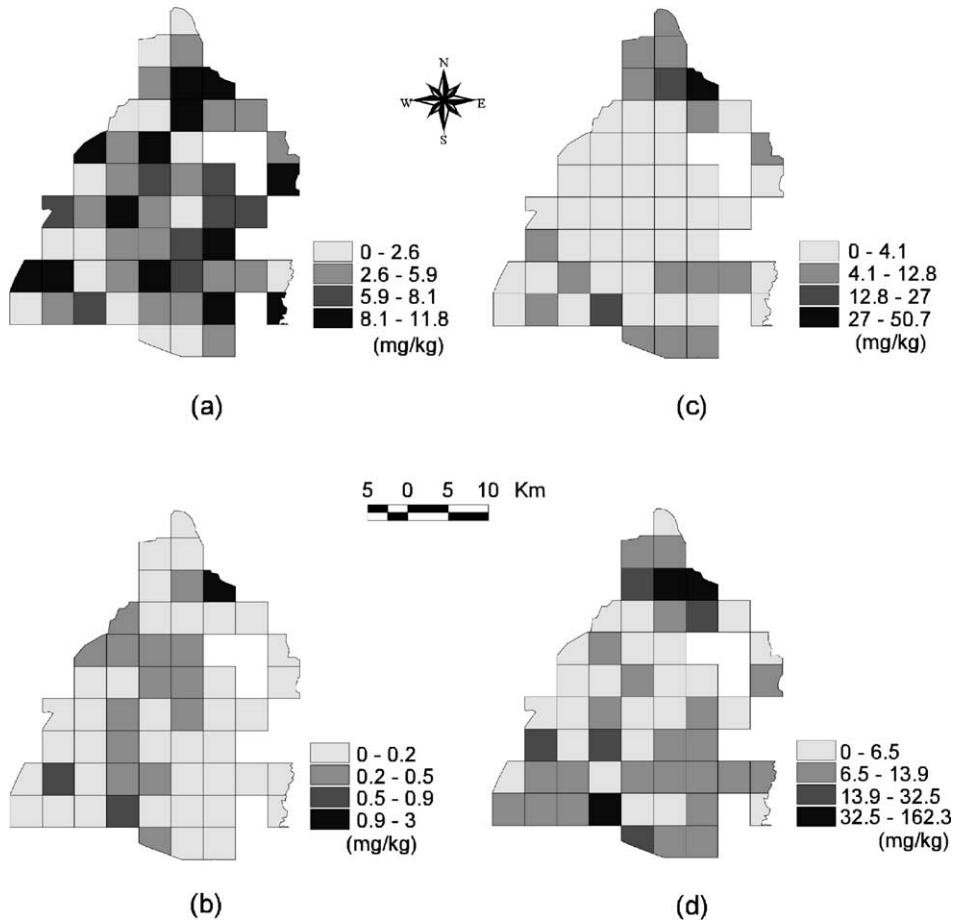 N
W E
S
0 - 2.6
2.6 - 5.9
5.9 - 8.1
8.1 - 11.8
(mg/kg)
(a)
0 - 4.1
4.1 - 12.8
12.8 - 27
27 - 50.7
(mg/kg)
(c)
5 0 5 10 Km
0 - 0.2
0.2 - 0.5
0.5 - 0.9
0.9 - 3
(mg/kg)
(b)
0 - 6.5
6.5 - 13.9
13.9 - 32.5
32.5 - 162.3
(mg/kg)
(d)